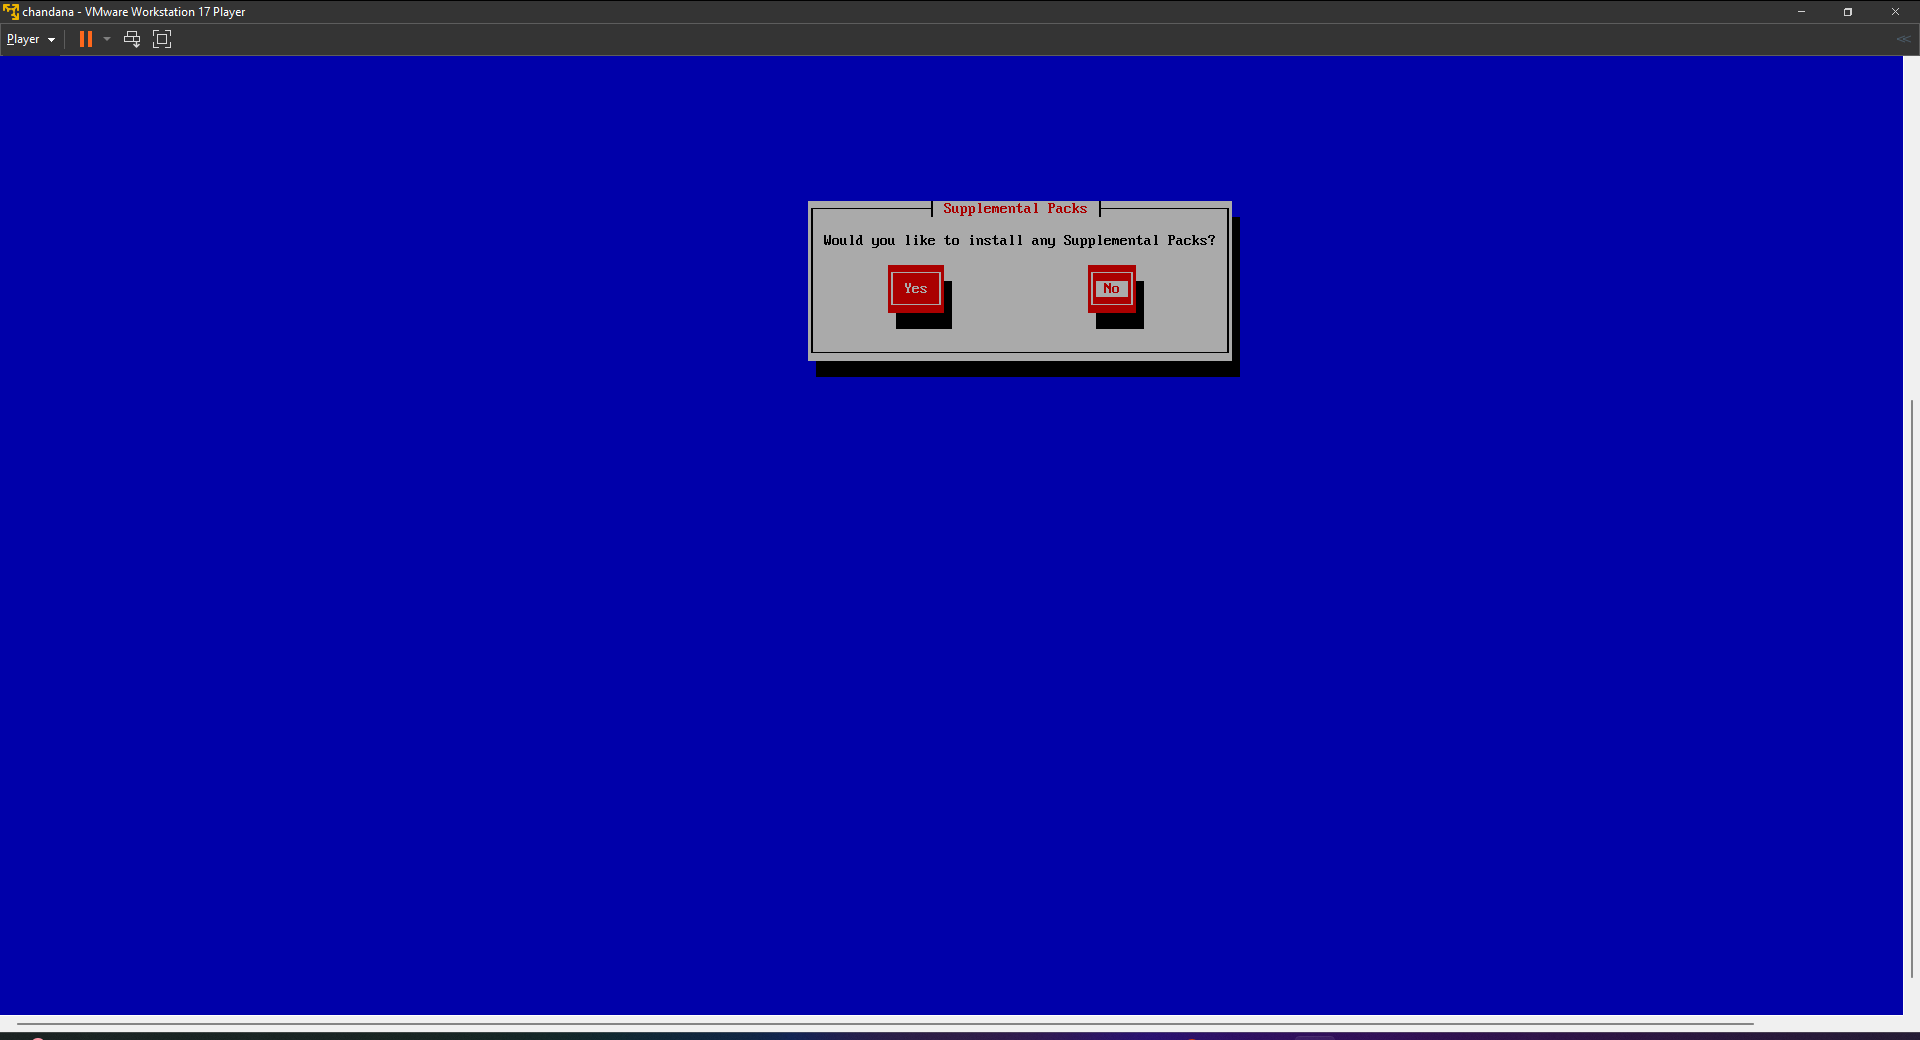 chandana - VMware Workstation 17 Player
Player
Supplemental Packs
Would you like to install any Supplemental Packs?
Yes No